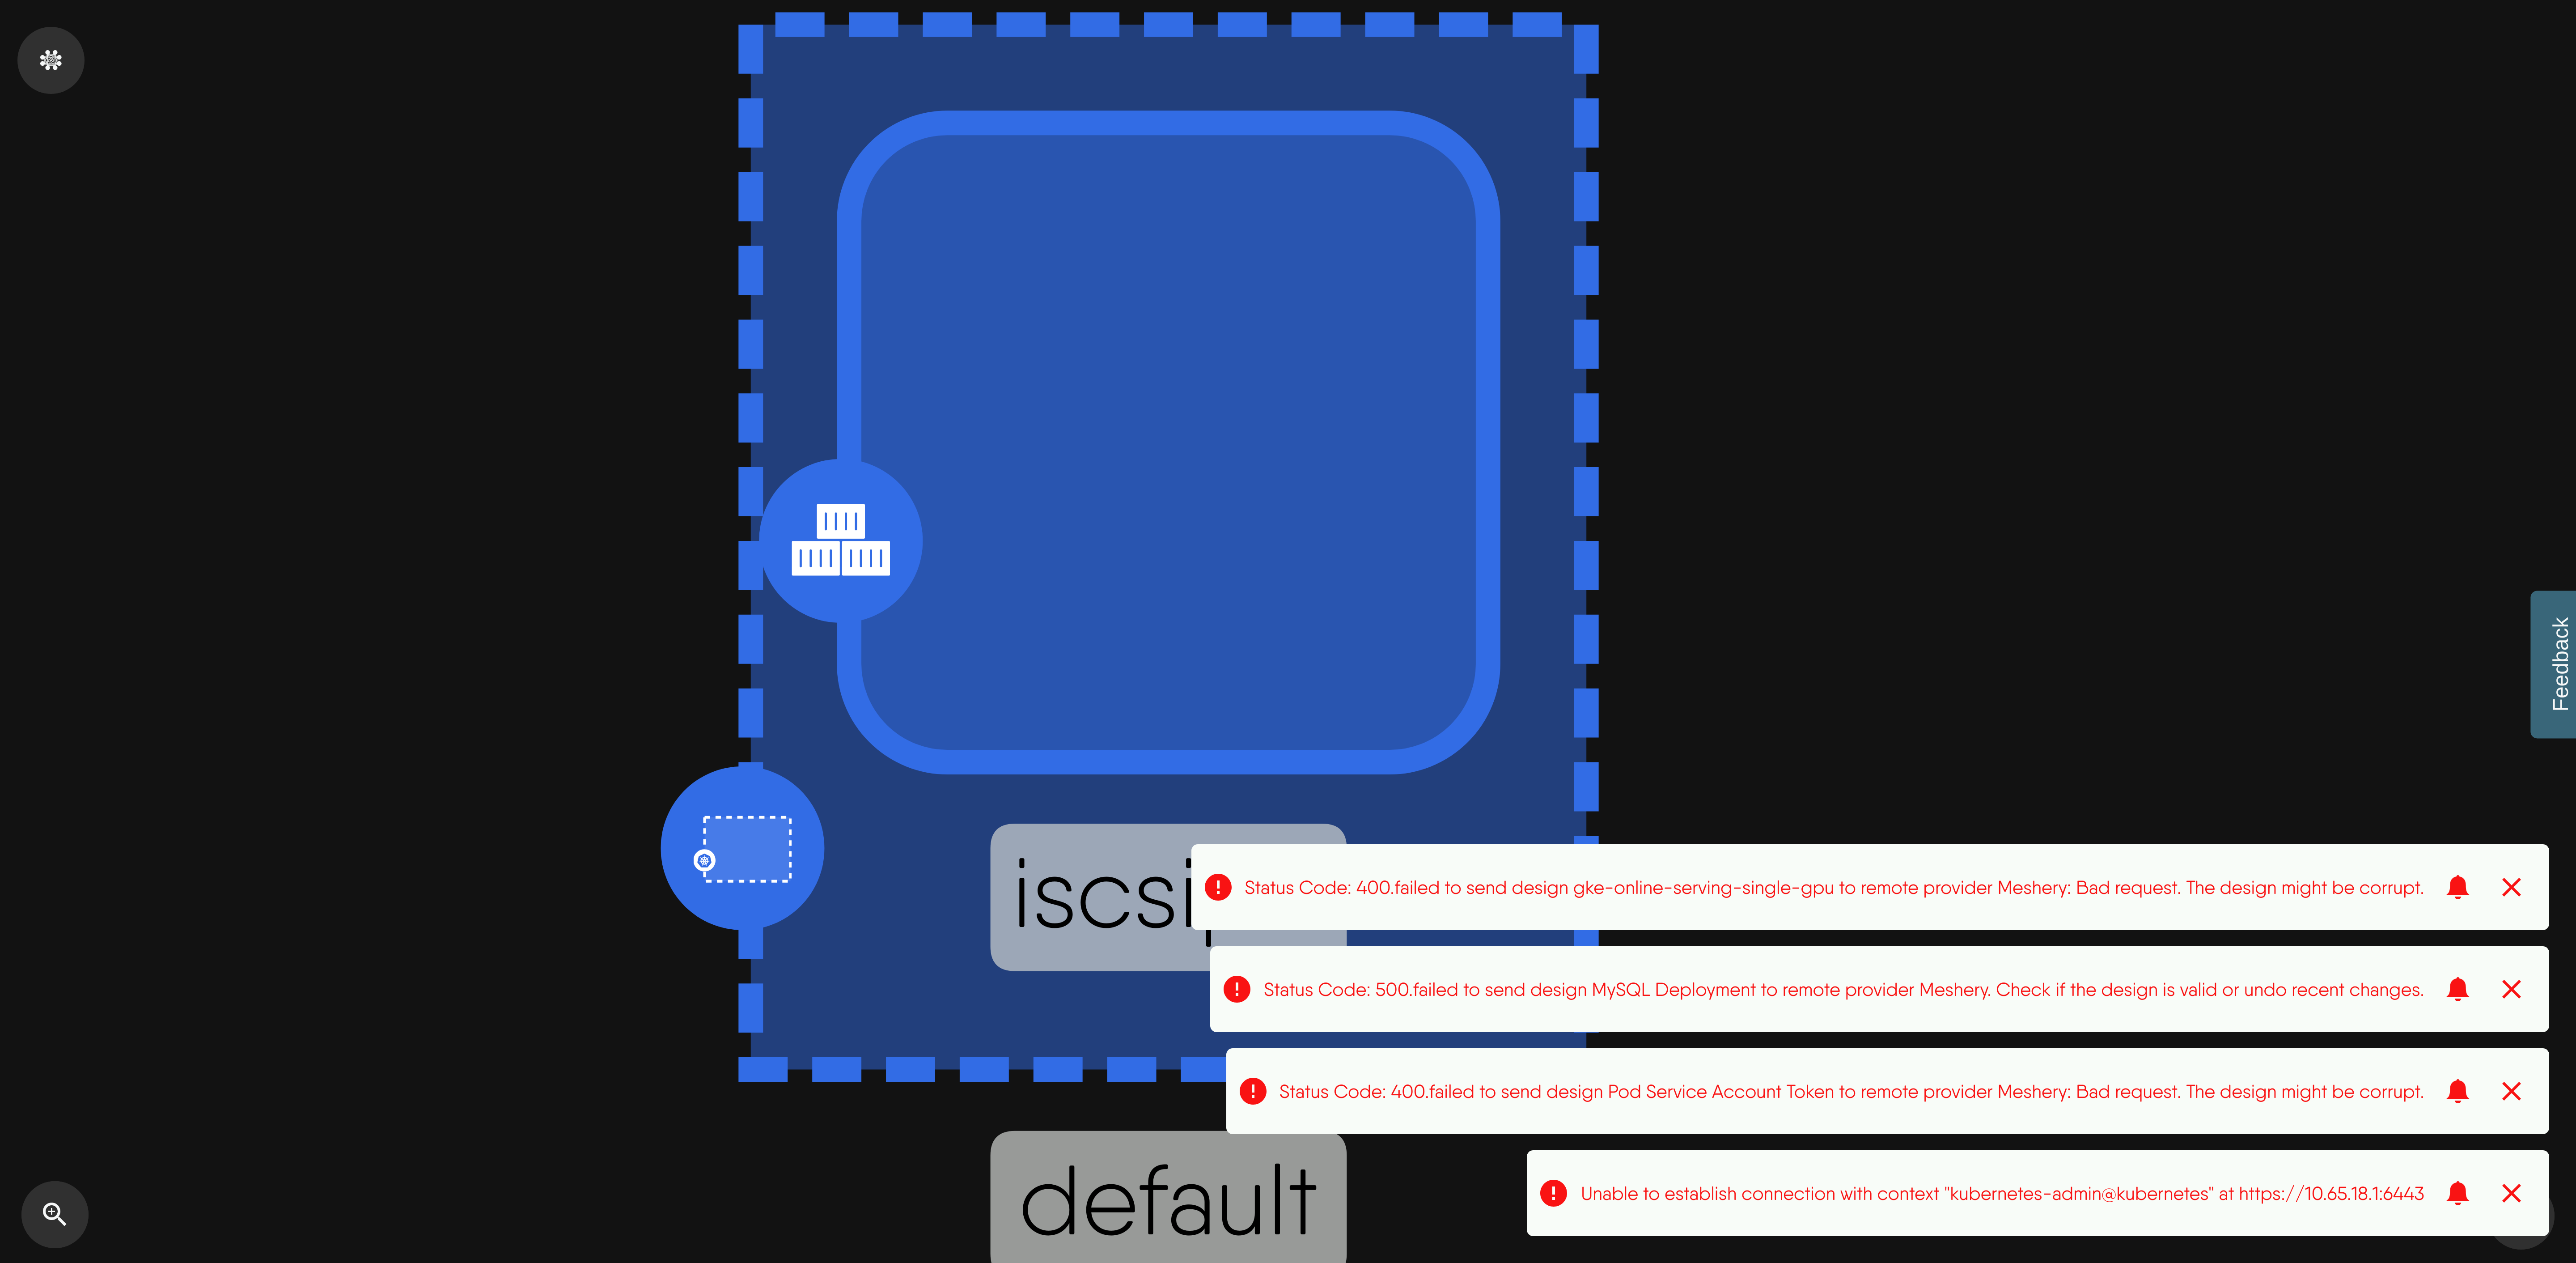 Feedback
Status Code: 400.failed to send design gke-online-serving-single-gpu to remote provider Meshery: Bad request. The design might be corrupt.
Status Code: 500.failed to send design MySQL Deployment to remote provider Meshery. Check if the design is valid or undo recent changes.
Status Code: 400.failed to send design Pod Service Account Token to remote provider Meshery: Bad request. The design might be corrupt.
default
Unable to establish connection with context "kubernetes-admin@kubernetes" at https://10.65.18.1:6443